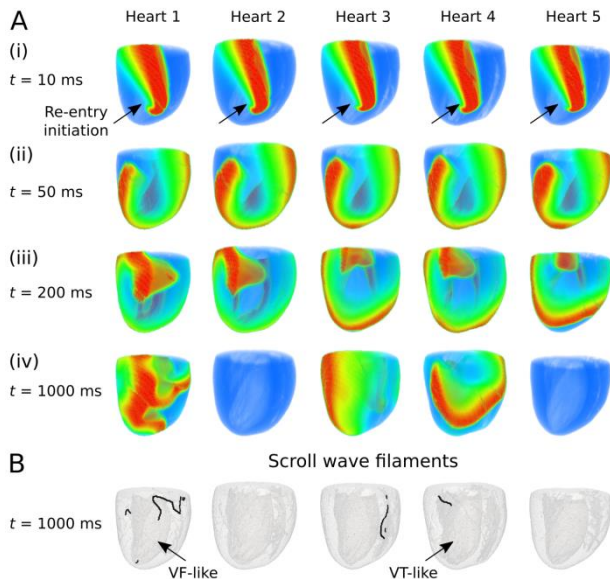 A
Heart 1 Heart 2 Heart 3 Heart 4 Heart 5
(i)
t = 10 ms
Re-entry
initiation
(ii)
t = 50 ms
(iii)
t = 200 ms
(iv)
t = 1000 ms
B
Scroll wave filaments
t = 1000 ms
VF-like VT-like